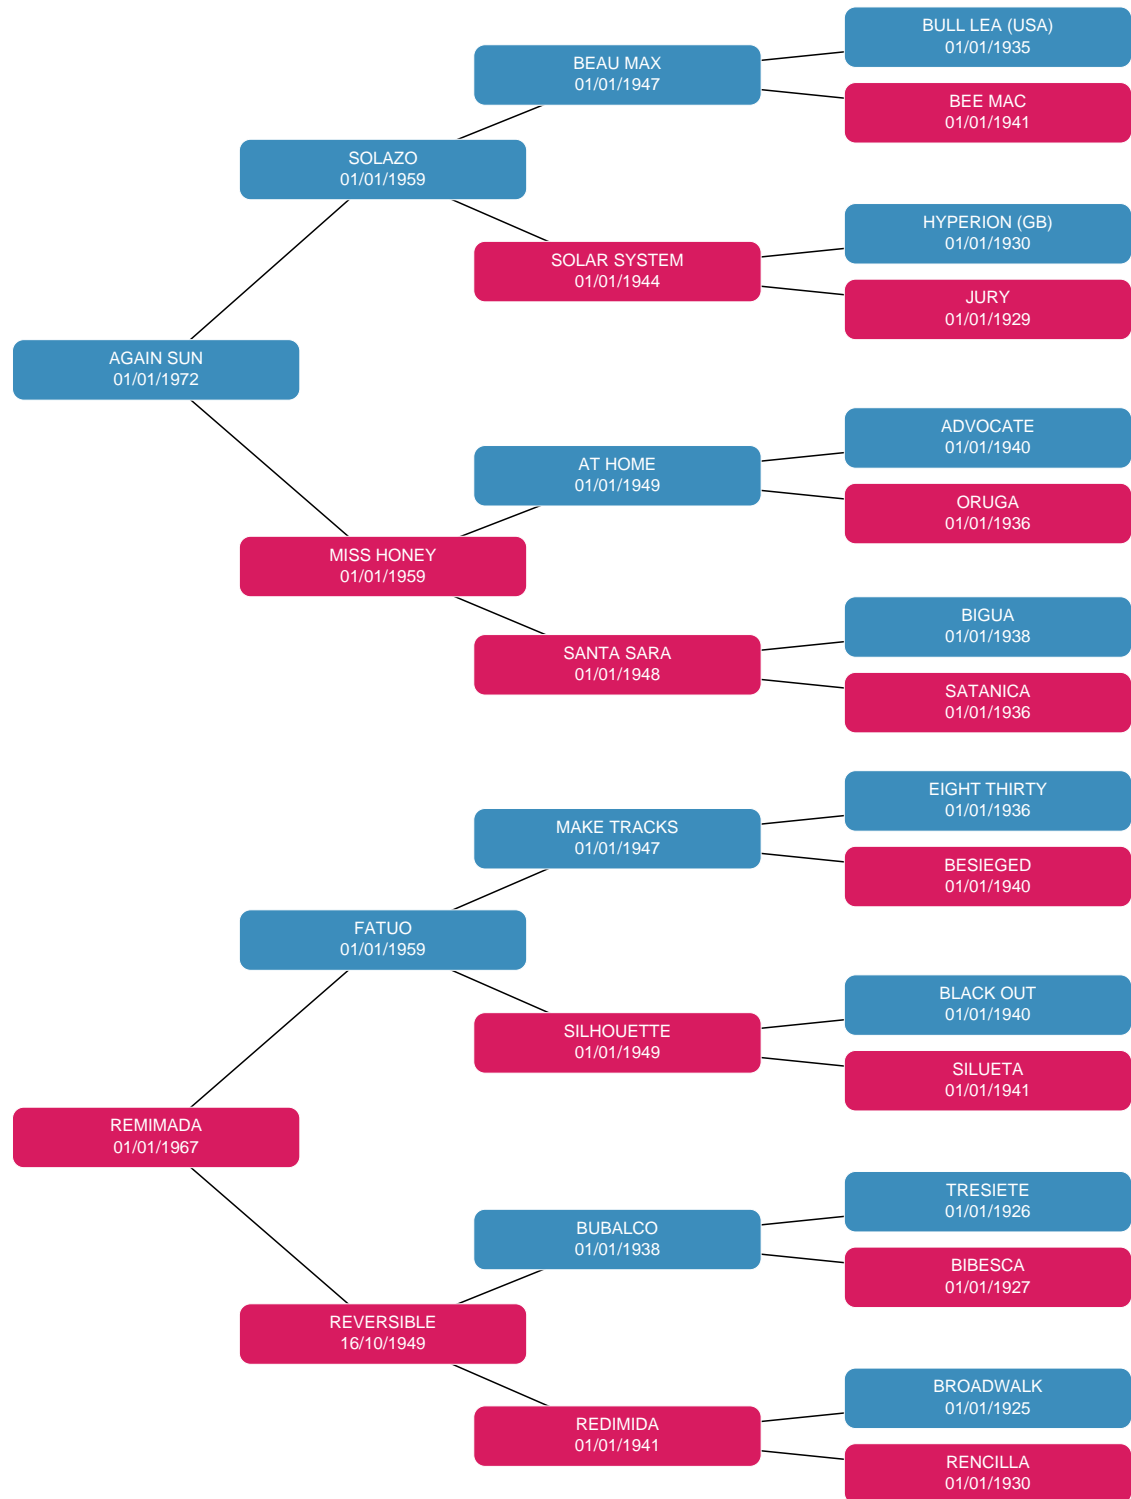 BULL LEA (USA)
01/01/1935
BEAU MAX
01/01/1947
BEE MAC
01/01/1941
SOLAZO
01/01/1959
HYPERION (GB)
01/01/1930
SOLAR SYSTEM
01/01/1944
JURY
01/01/1929
AGAIN SUN
01/01/1972
ADVOCATE
01/01/1940
AT HOME
01/01/1949
ORUGA
01/01/1936
MISS HONEY
01/01/1959
BIGUA
01/01/1938
SANTA SARA
01/01/1948
SATANICA
01/01/1936
EIGHT THIRTY
01/01/1936
MAKE TRACKS
01/01/1947
BESIEGED
01/01/1940
FATUO
01/01/1959
BLACK OUT
01/01/1940
SILHOUETTE
01/01/1949
SILUETA
01/01/1941
REMIMADA
01/01/1967
TRESIETE
01/01/1926
BUBALCO
01/01/1938
BIBESCA
01/01/1927
REVERSIBLE
16/10/1949
BROADWALK
01/01/1925
REDIMIDA
01/01/1941
RENCILLA
01/01/1930